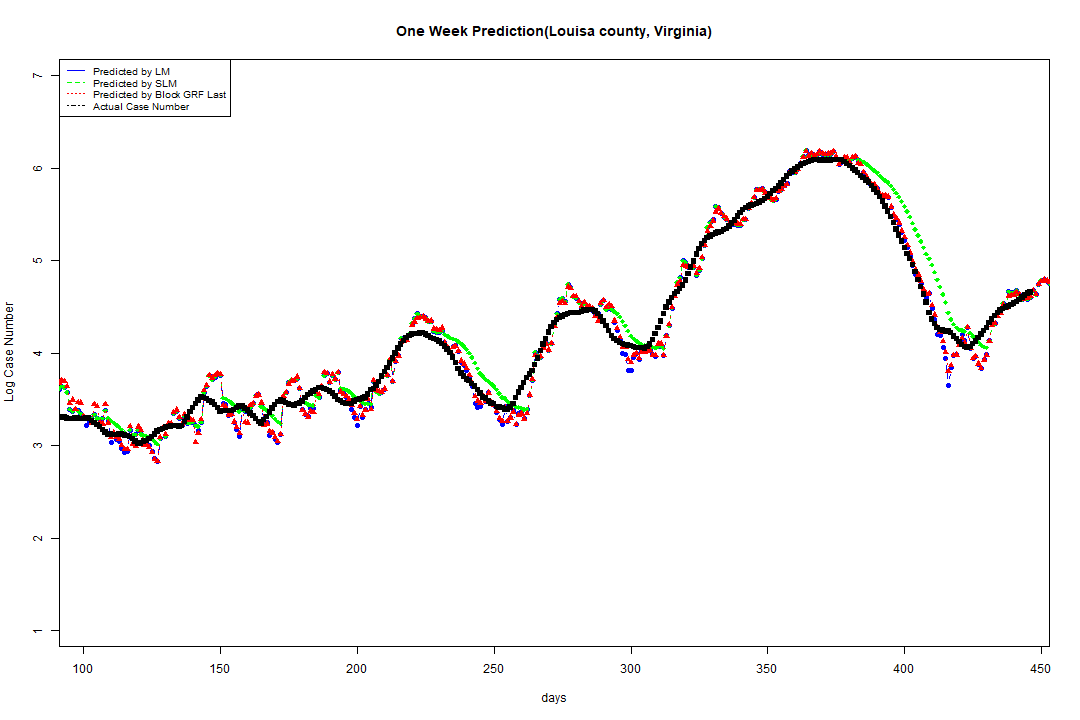 One Week Prediction(Louisa county, Virginia)
Predicted by LM
Predicted by SLM
Predicted by Block GRF Last
Actual Case Number
7
6
5
4
3
2
1
Log Case Number
100 150 200 250 300 350 400 450
days